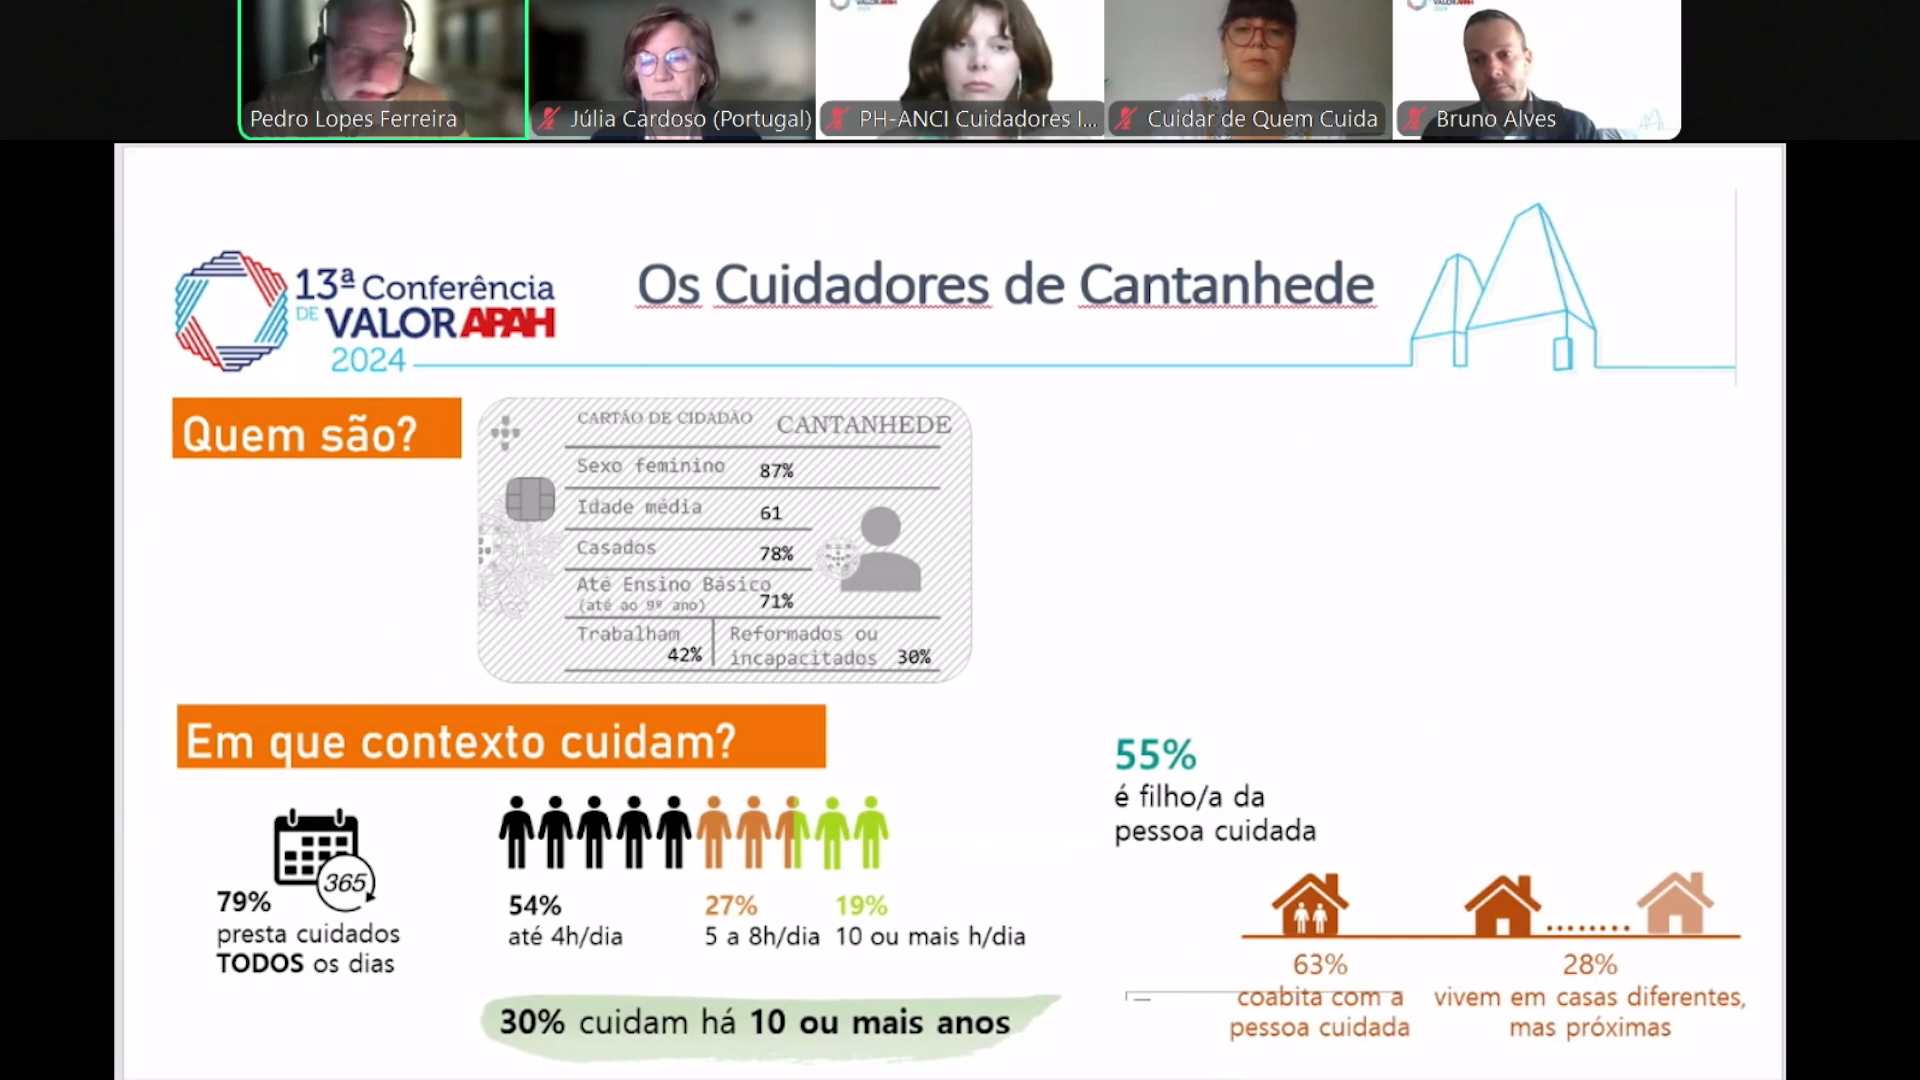 Pedro Lopes Ferreira
Júlia Cardoso (Portugal)
PH-ANCI Cuidadores I...
Cuidar de Quem Cuida
Bruno Alves
13ª Conferência
DE VALOR APAH
2024
Os Cuidadores de Cantanhede
Quem são?
CARTÃO DE CIDADÃO CANTANHEDE
Sexo feminino 87%
Idade média 61
Casados 78%
Até Ensino Básico
(até ao 9º ano) 71%
Trabalham 42%
Reformados ou
incapacitados 30%
Em que contexto cuidam?
365
79%
presta cuidados
TODOS os dias
54%
até 4h/dia
27%
5 a 8h/dia
19%
10 ou mais h/dia
30% cuidam há 10 ou mais anos
55%
é filho/a da
pessoa cuidada
63%
coabita com a
pessoa cuidada
28%
vivem em casas diferentes,
mas próximas